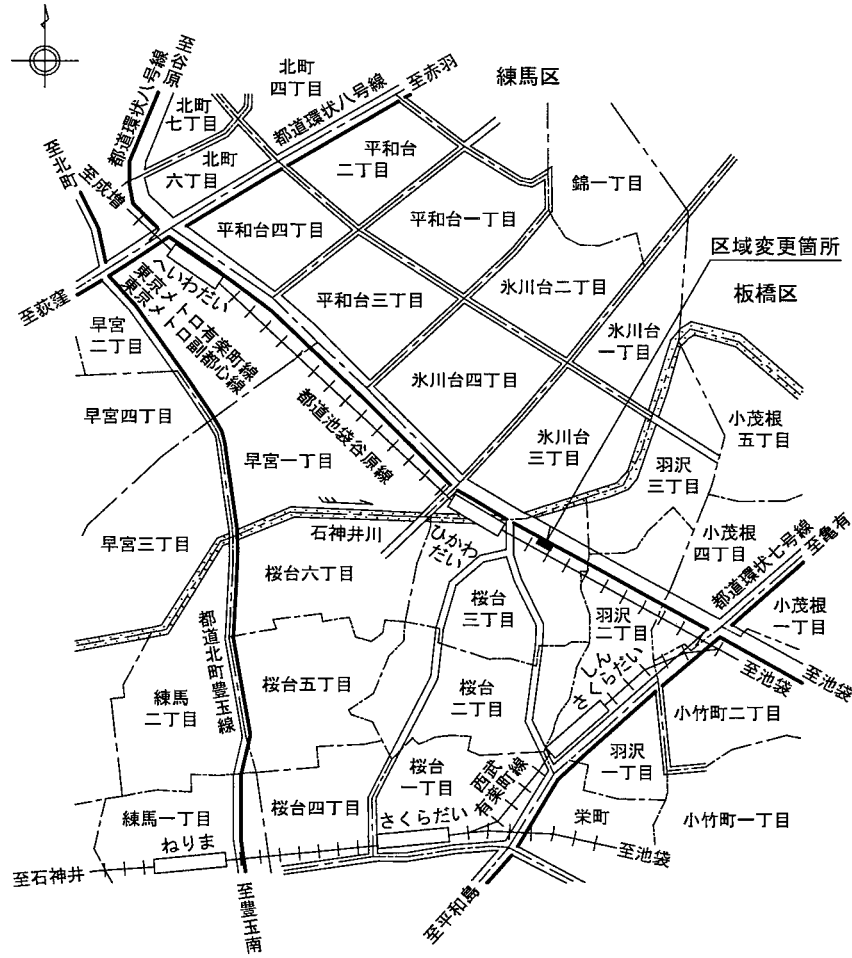 至谷原
都道環状八号線
北町
四丁目
都道環状八号線
至赤羽
練馬区
北町
七丁目
至北町
至成増
北町
六丁目
平和台
二丁目
錦一丁目
平和台四丁目
平和台一丁目
区域変更箇所
板橋区
至荻窪
へいわだい
東京メトロ有楽町線
東京メトロ副都心線
平和台三丁目
氷川台二丁目
氷川台
一丁目
早宮
二丁目
都道池袋谷原線
氷川台四丁目
早宮四丁目
早宮一丁目
氷川台
三丁目
小茂根
五丁目
羽沢
三丁目
早宮三丁目
石神井川
ひかわ
だい
小茂根
四丁目
都道環状七号線
至亀有
桜台六丁目
桜台
三丁目
羽沢
二丁目
小茂根
一丁目
都道北町豊玉線
しん
さくらだい
至池袋
至池袋
練馬
二丁目
桜台五丁目
桜台
二丁目
小竹町二丁目
羽沢
一丁目
桜台
一丁目
西武
有楽町線
練馬一丁目
桜台四丁目
さくらだい
栄町
小竹町一丁目
ねりま
至石神井
至池袋
至豊玉南
至平和島